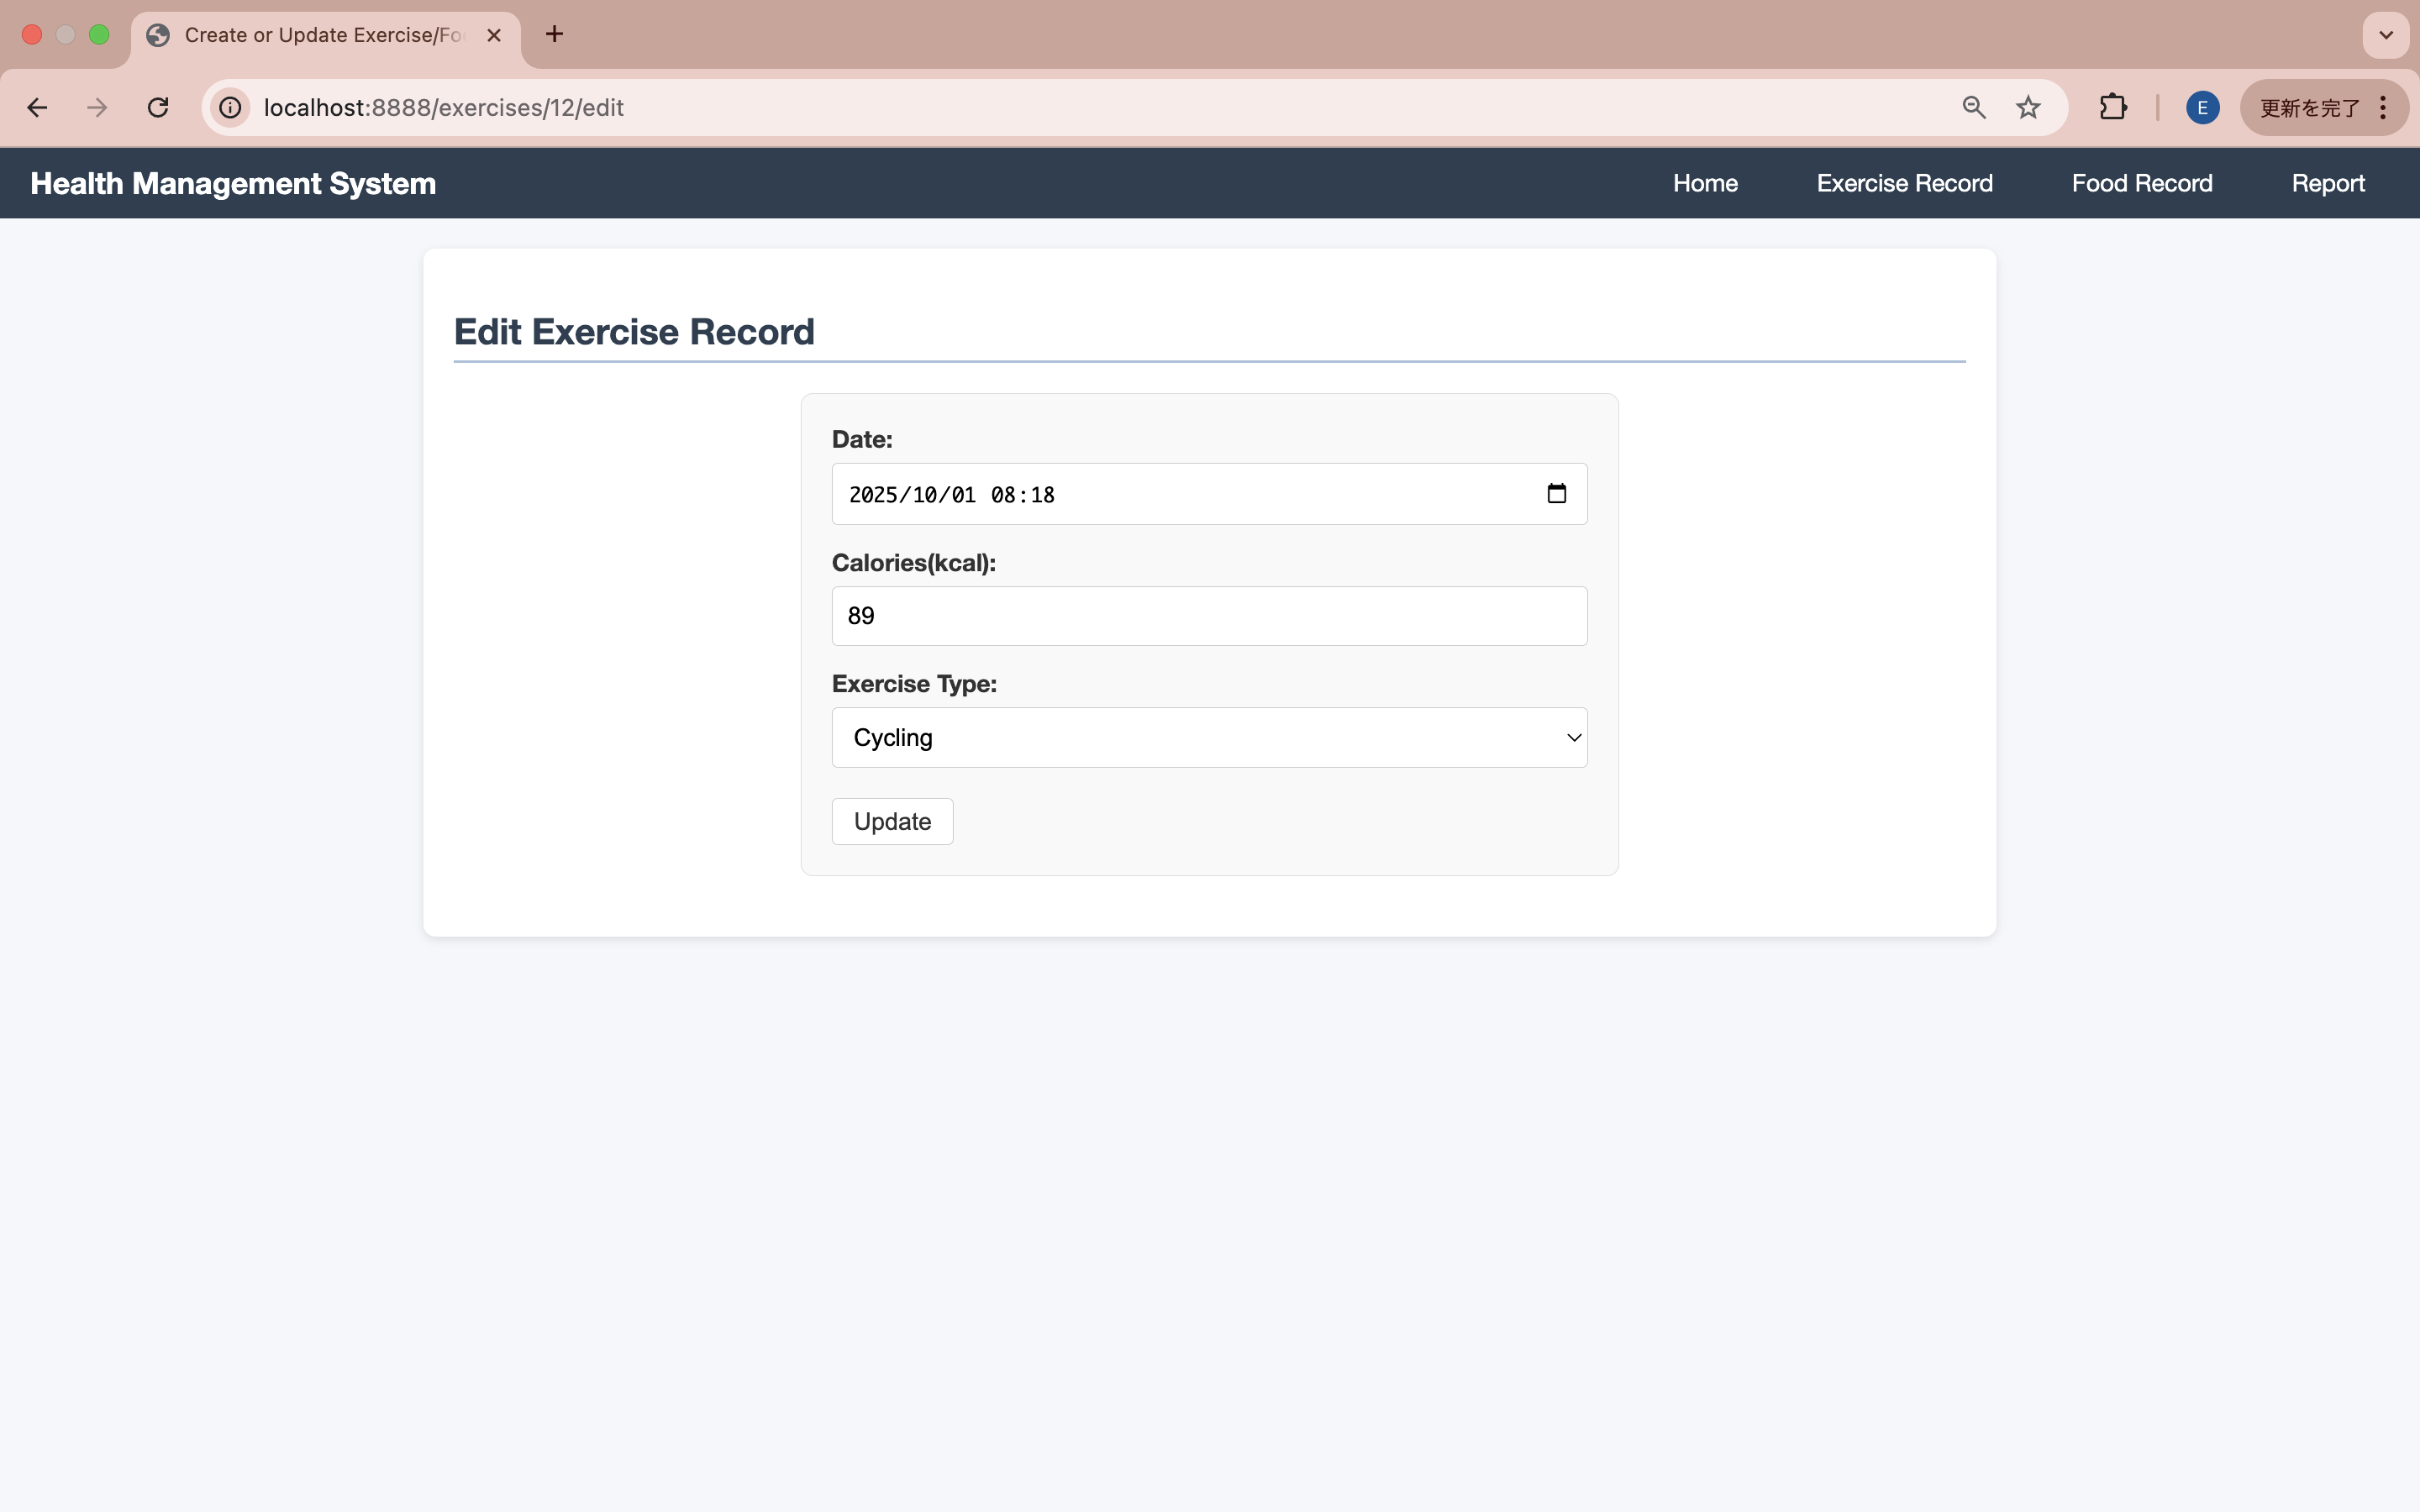 Create or Update Exercise/Fo
localhost:8888/exercises/12/edit
E
更新を完了
Health Management System
Home
Exercise Record
Food Record
Report
Edit Exercise Record
Date:
2025/10/01 08:18
Calories(kcal):
89
Exercise Type:
Cycling
Update